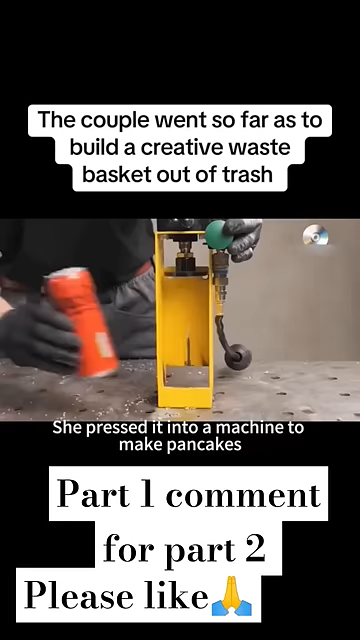 The couple went so far as to
build a creative waste
basket out of trash
She pressed it into a machine to
make pancakes
Part 1 comment
for part 2
Please like🙏